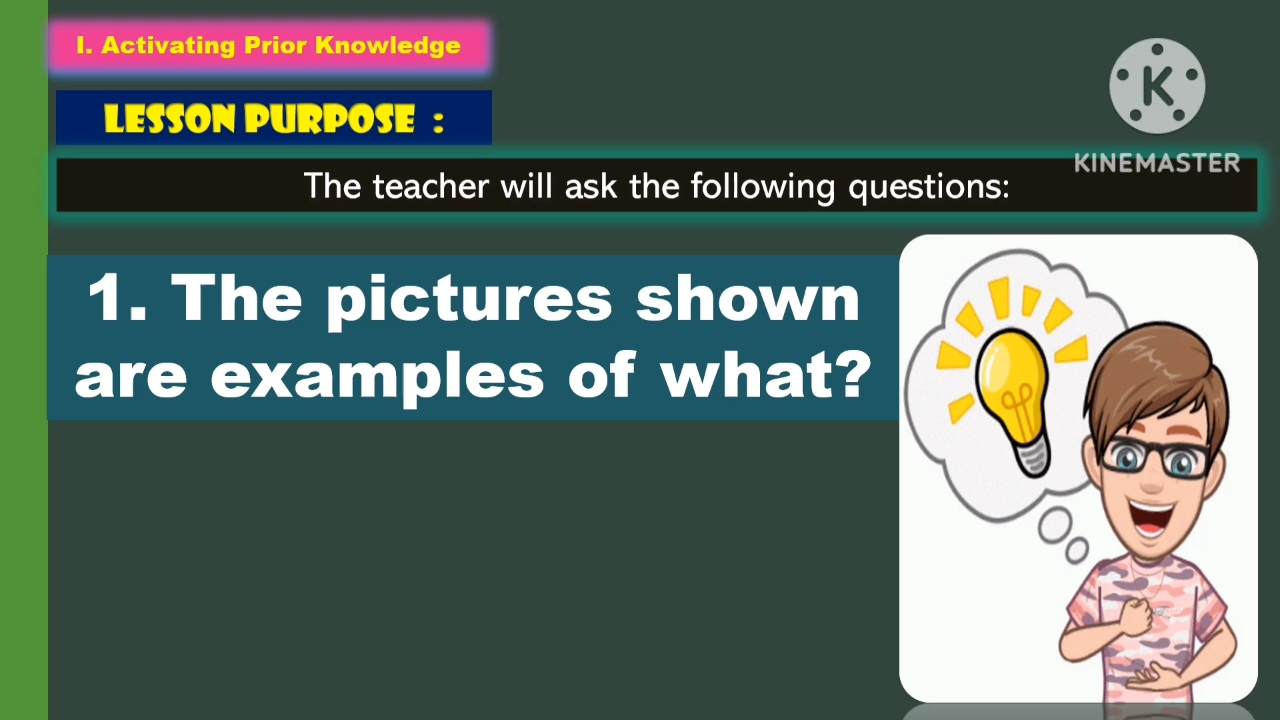 I. Activating Prior Knowledge
LESSON PURPOSE :
K
KINEMASTER
The teacher will ask the following questions:
1. The pictures shown
are examples of what?